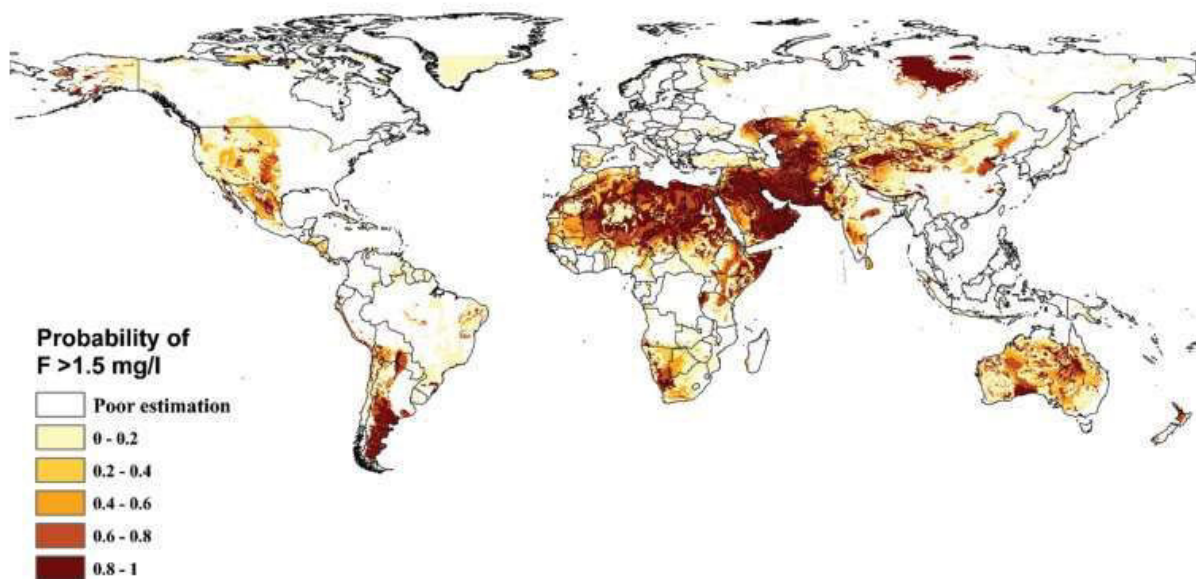 Probability of
F >1.5 mg/l
Poor estimation
0 - 0.2
0.2 - 0.4
0.4 - 0.6
0.6 - 0.8
0.8 - 1